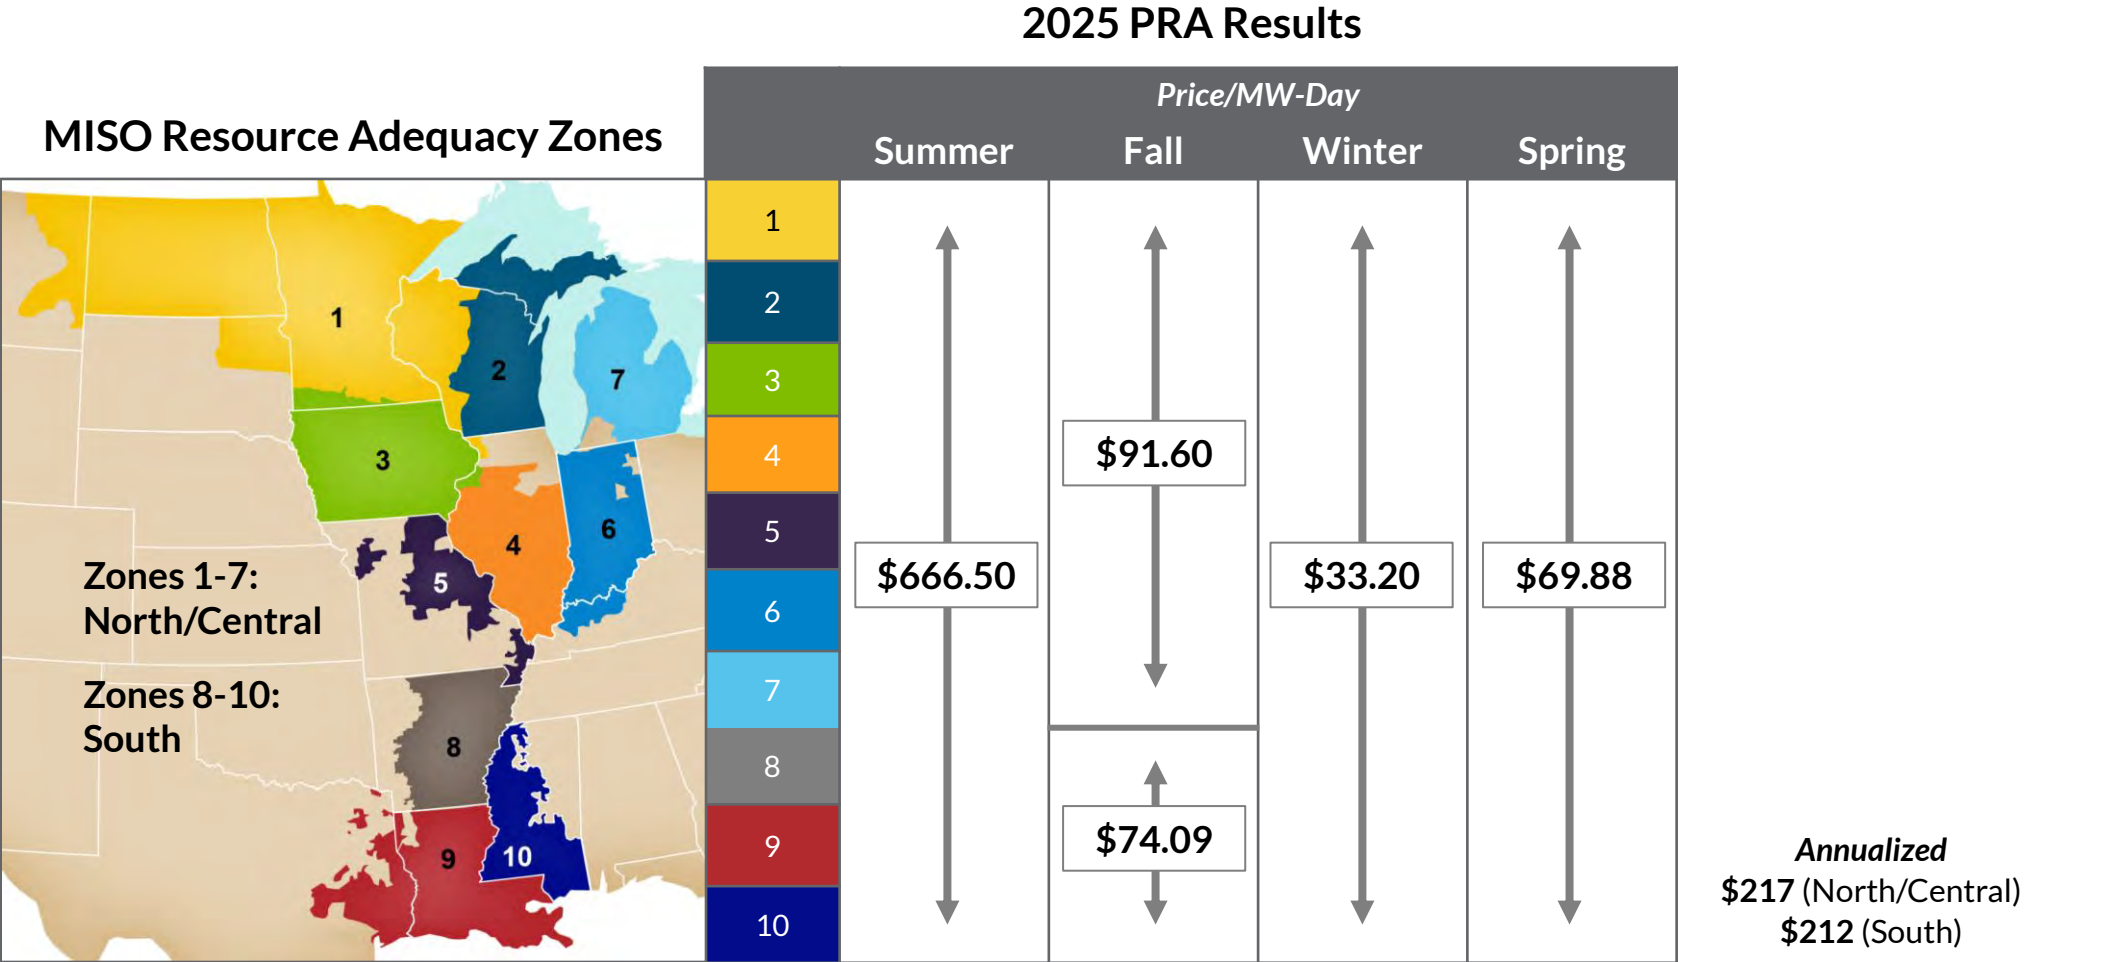 2025 PRA Results
MISO Resource Adequacy Zones
Price/MW-Day
Summer
Fall
Winter
Spring
1
2
7
3
4
6
5
8
9
10
Zones 1-7:
North/Central
Zones 8-10:
South
1
2
3
4
5
6
7
8
9
10
$666.50
$91.60
$74.09
$33.20
$69.88
Annualized
$217 (North/Central)
$212 (South)